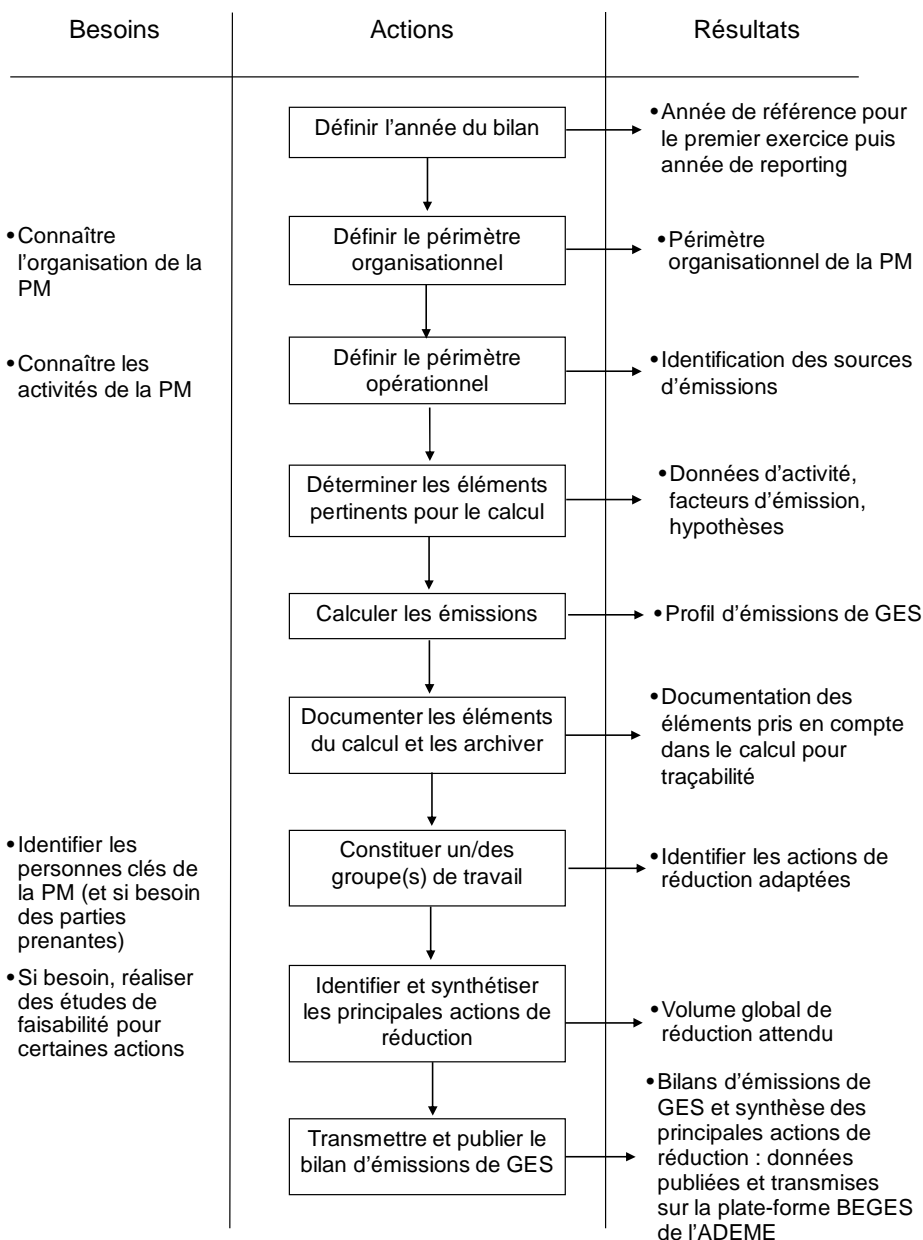 Besoins
Actions
Résultats
Définir l'année du bilan
•Année de référence pour
le premier exercice puis
année de reporting
•Connaître
l'organisation de la
PM
Définir le périmètre
organisationnel
•Périmètre
organisationnel de la PM
•Connaître les
activités de la PM
Définir le périmètre
opérationnel
•Identification des sources
d'émissions
Déterminer les éléments
pertinents pour le calcul
•Données d'activité,
facteurs d'émission,
hypothèses
Calculer les émissions
•Profil d'émissions de GES
Documenter les éléments
du calcul et les archiver
•Documentation des
éléments pris en compte
dans le calcul pour
traçabilité
•Identifier les
personnes clés de
la PM (et si besoin
des parties
prenantes)
Constituer un/des
groupe(s) de travail
•Identifier les actions de
réduction adaptées
•Si besoin, réaliser
des études de
faisabilité pour
certaines actions
Identifier et synthétiser
les principales actions de
réduction
•Volume global de
réduction attendu
Transmettre et publier le
bilan d'émissions de GES
•Bilans d'émissions de
GES et synthèse des
principales actions de
réduction : données
publiées et transmises
sur la plate-forme BEGES
de l'ADEME